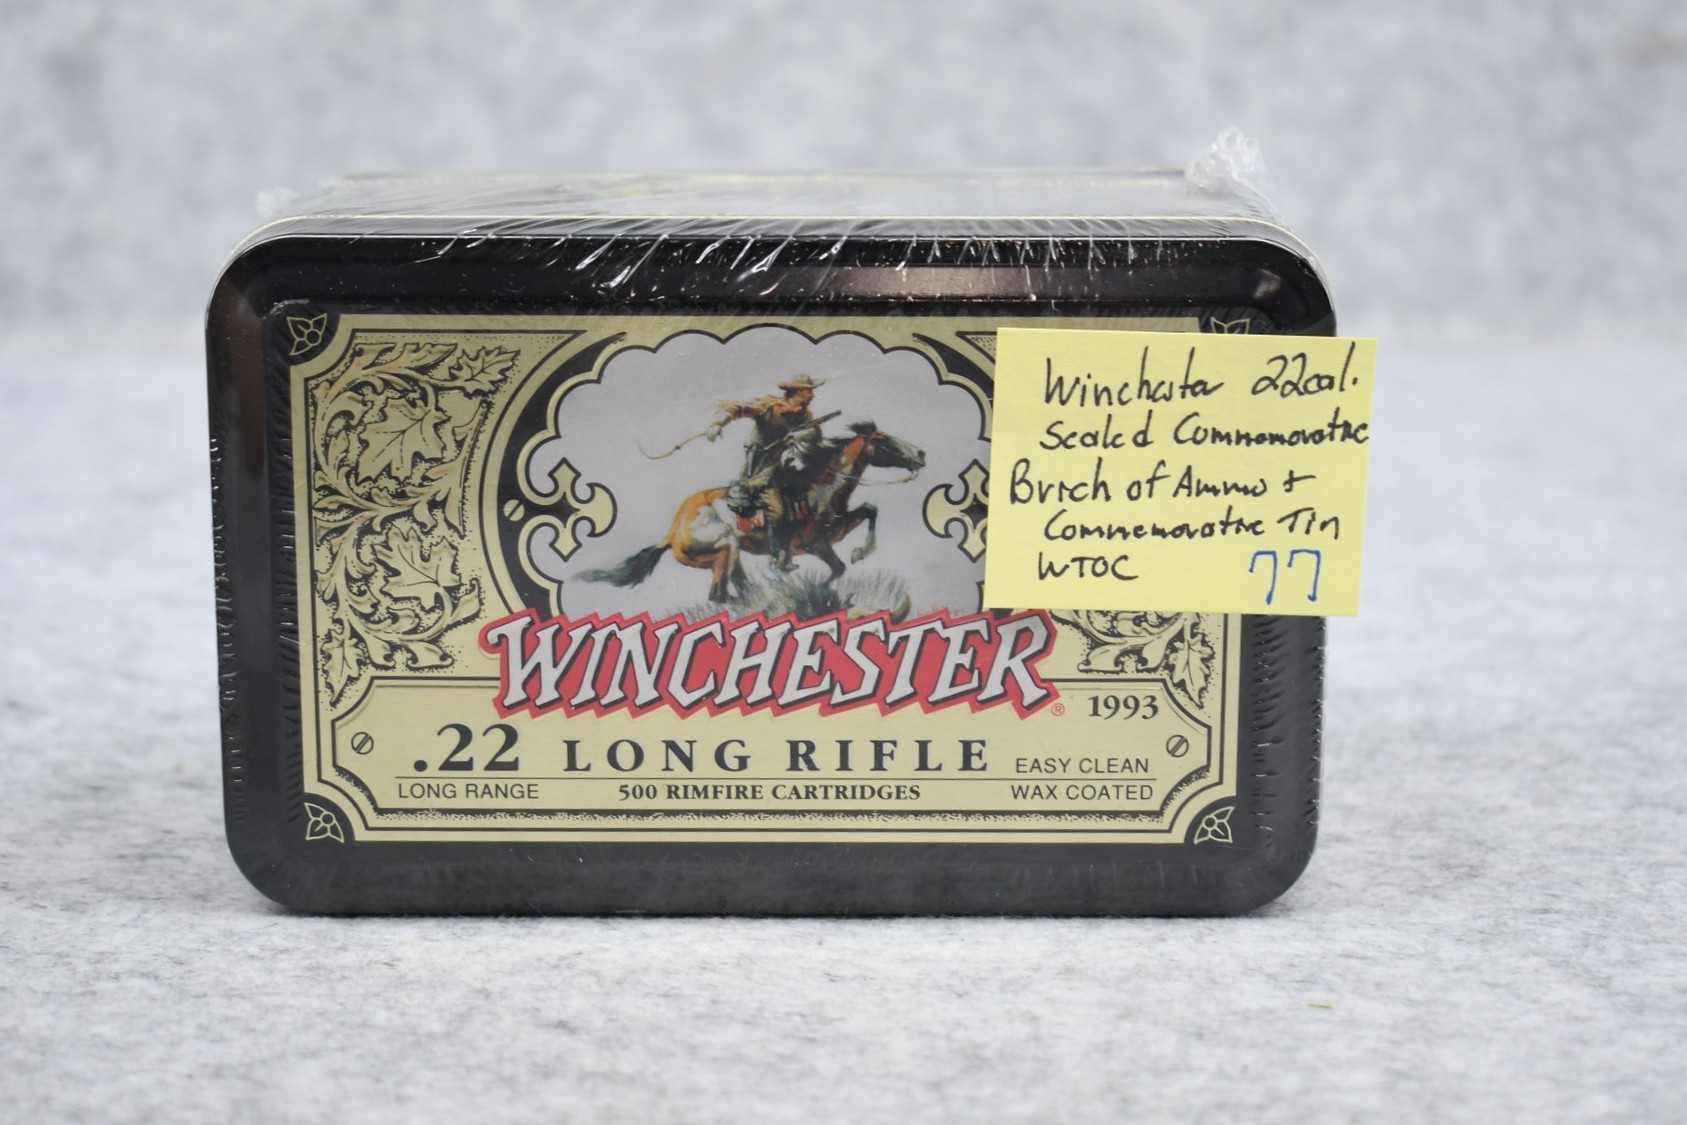 Winchester 22cal.
Sealed Commemorative
Brick of Ammo +
Commemorative Tin
WTOC 77
WINCHESTER®
1993
.22 LONG RIFLE
EASY CLEAN
LONG RANGE 500 RIMFIRE CARTRIDGES WAX COATED